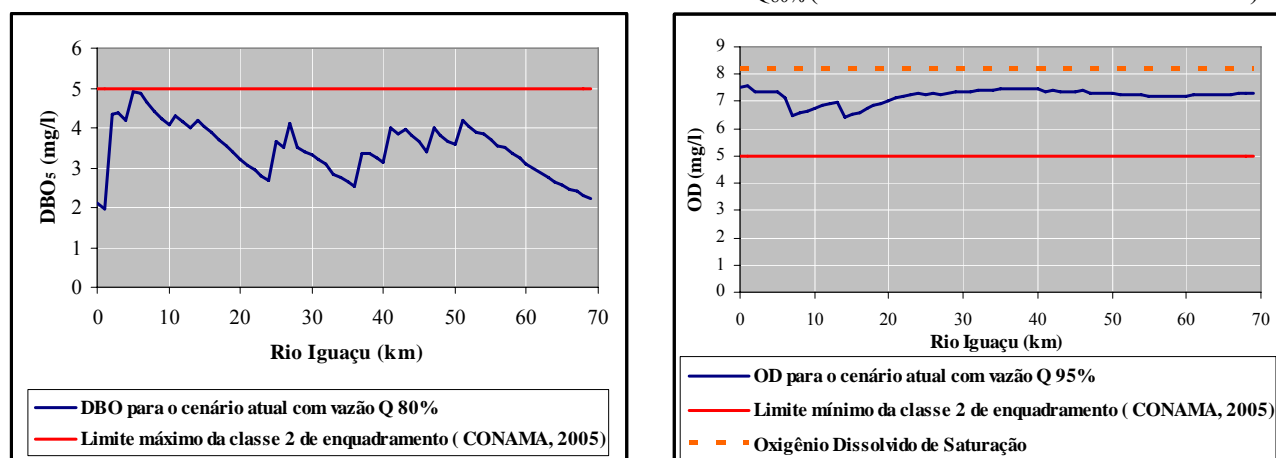 Q80% (
)
6
5
4
3
2
1
0
DBO5 (mg/l)
0 10 20 30 40 50 60 70
Rio Iguaçu (km)
DBO para o cenário atual com vazão Q 80%
Limite máximo da classe 2 de enquadramento ( CONAMA, 2005)
9
8
7
6
5
4
3
2
1
0
OD (mg/l)
0 10 20 30 40 50 60 70
Rio Iguaçu (km)
OD para o cenário atual com vazão Q 95%
Limite mínimo da classe 2 de enquadramento ( CONAMA, 2005)
Oxigênio Dissolvido de Saturação